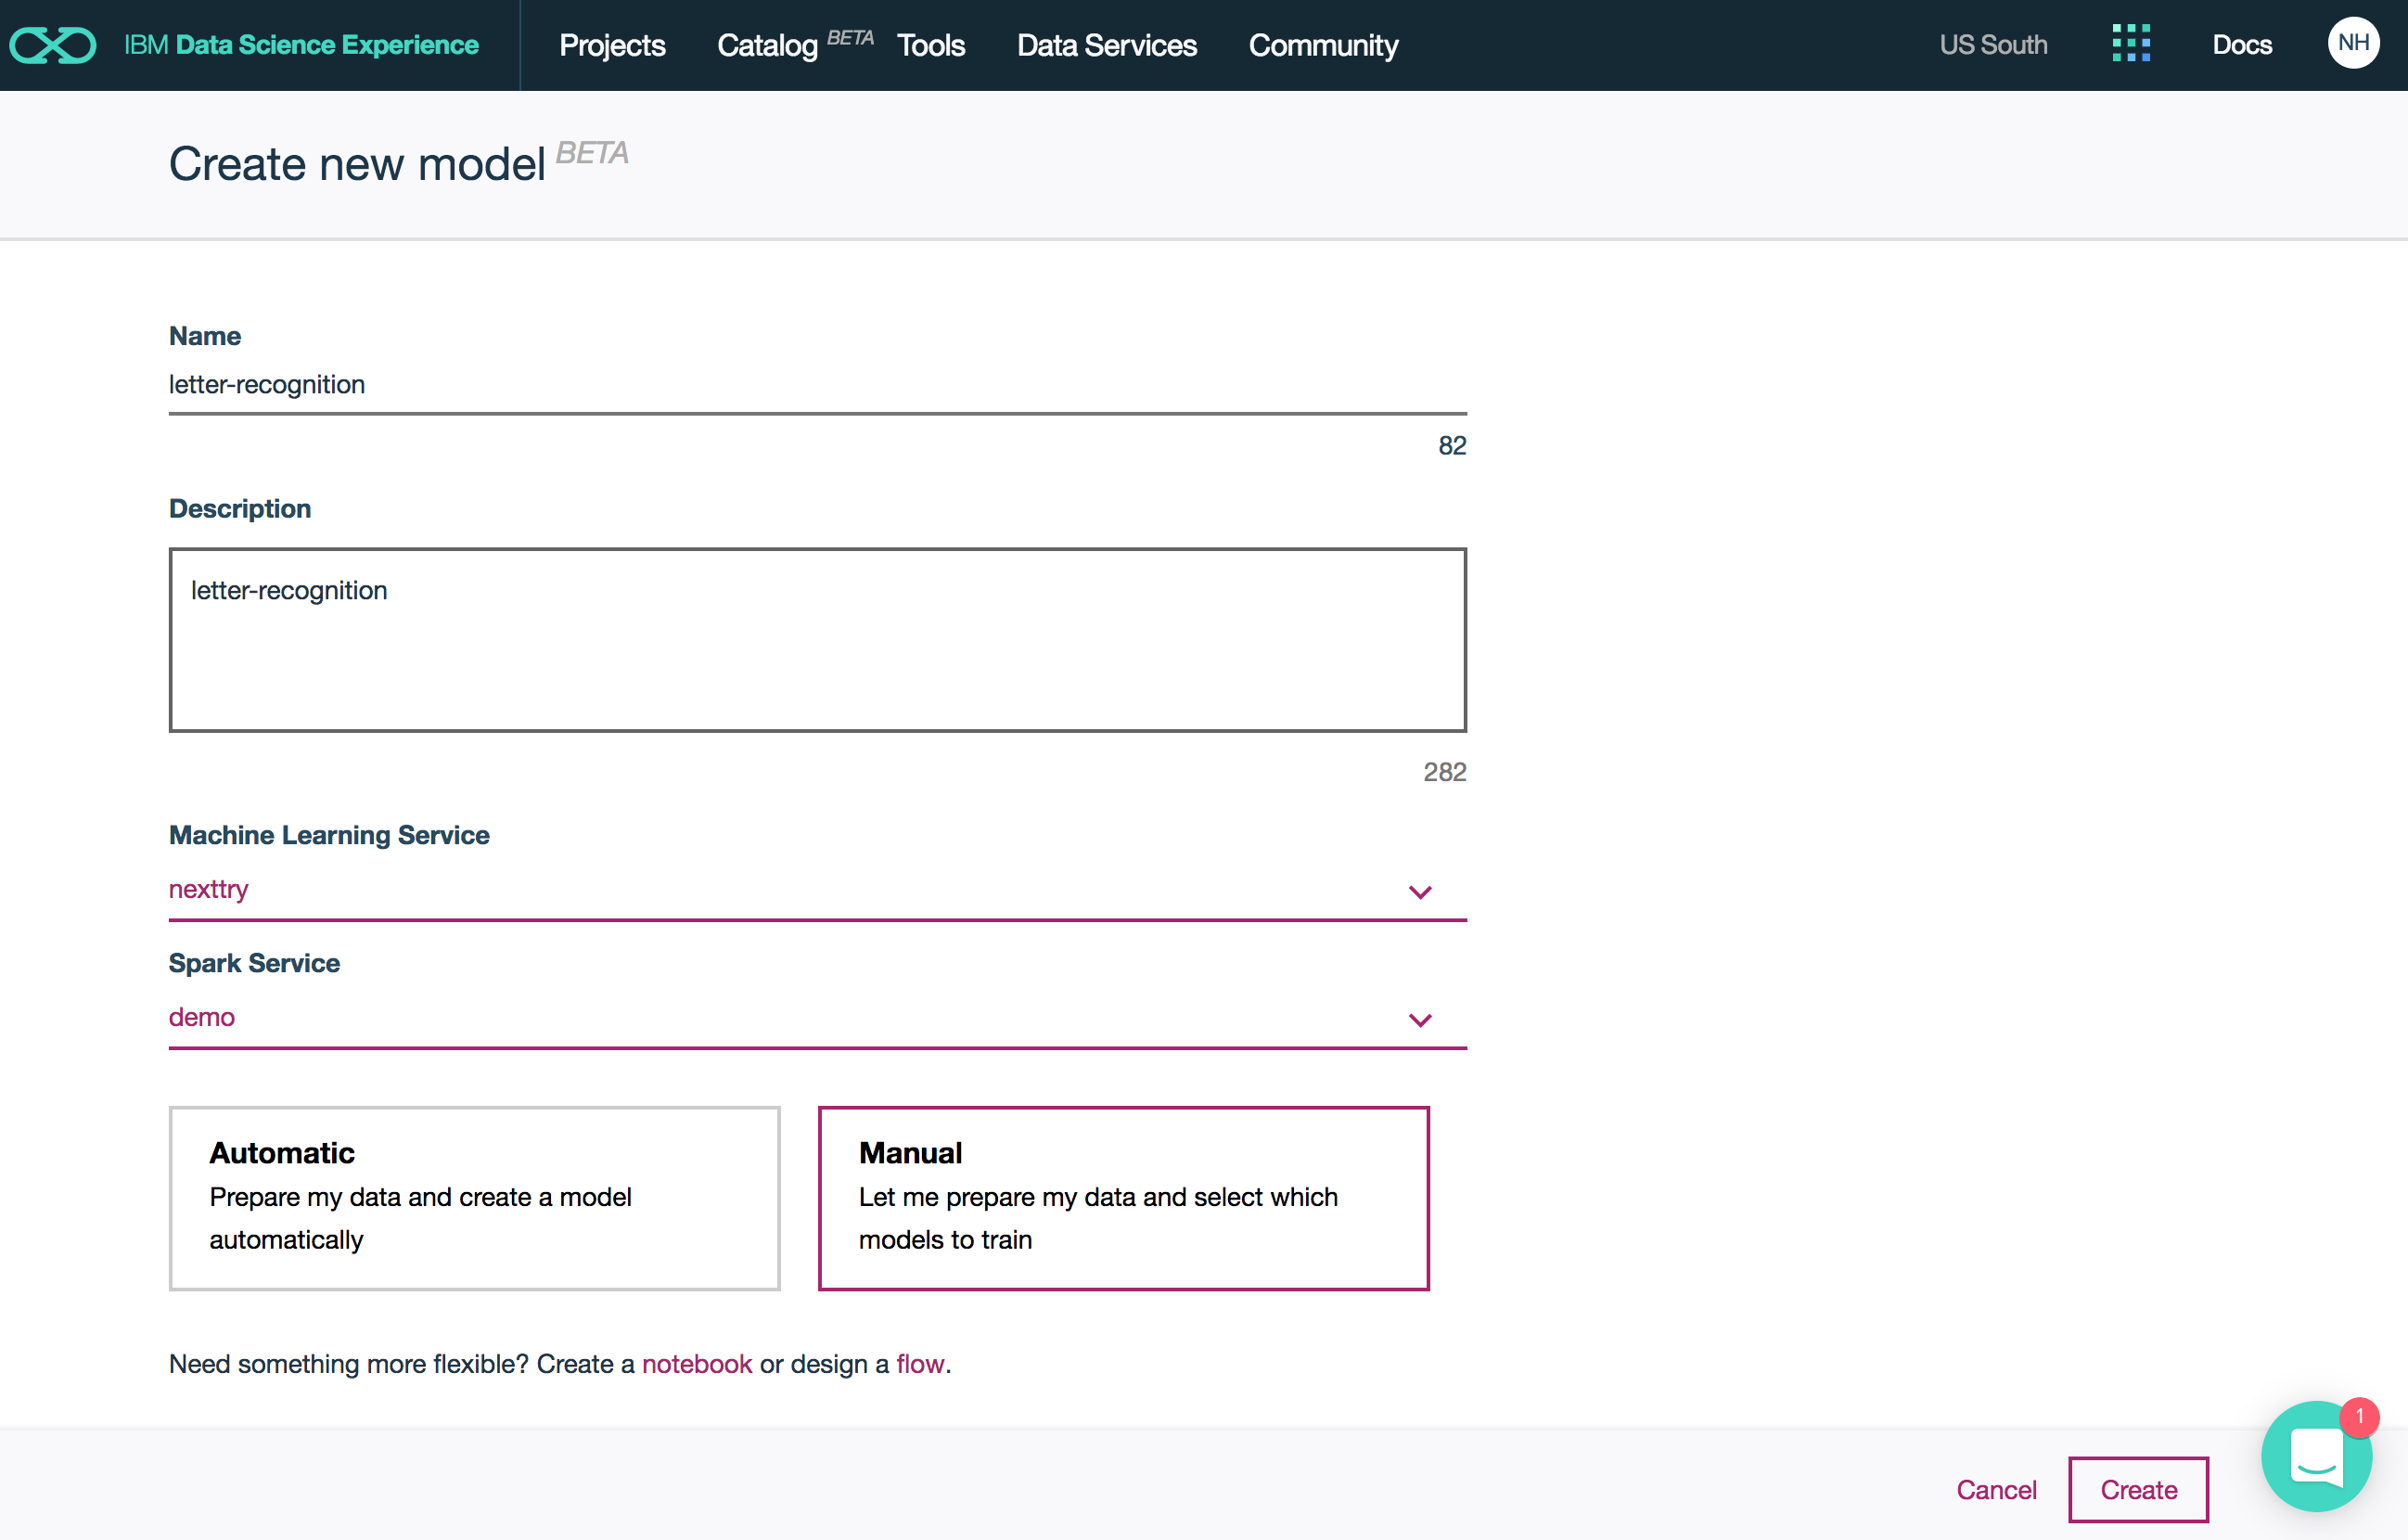 IBM Data Science Experience Projects Catalog BETA Tools Data Services Community US South Docs NH
Create new model BETA
Name
letter-recognition
82
Description
letter-recognition
282
Machine Learning Service
nexttry
Spark Service
demo
Automatic
Prepare my data and create a model
automatically
Manual
Let me prepare my data and select which
models to train
Need something more flexible? Create a notebook or design a flow.
1
Cancel Create